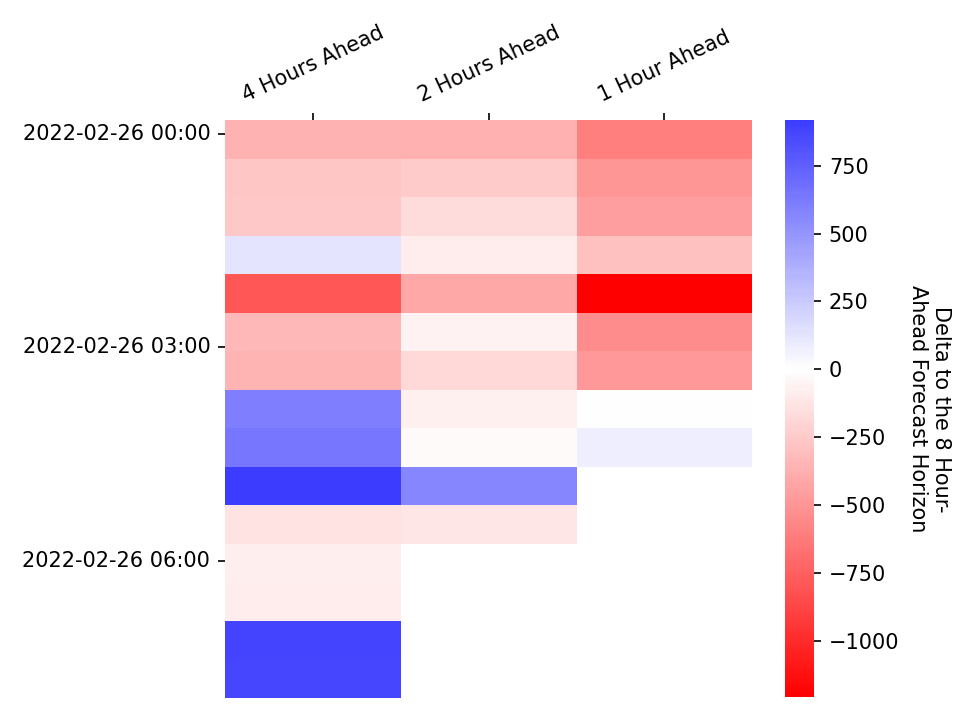 4 Hours Ahead
2 Hours Ahead
1 Hour Ahead
2022-02-26 00:00
2022-02-26 03:00
2022-02-26 06:00
750
500
250
0
−250
−500
−750
−1000
Delta to the 8 Hour-
Ahead Forecast Horizon